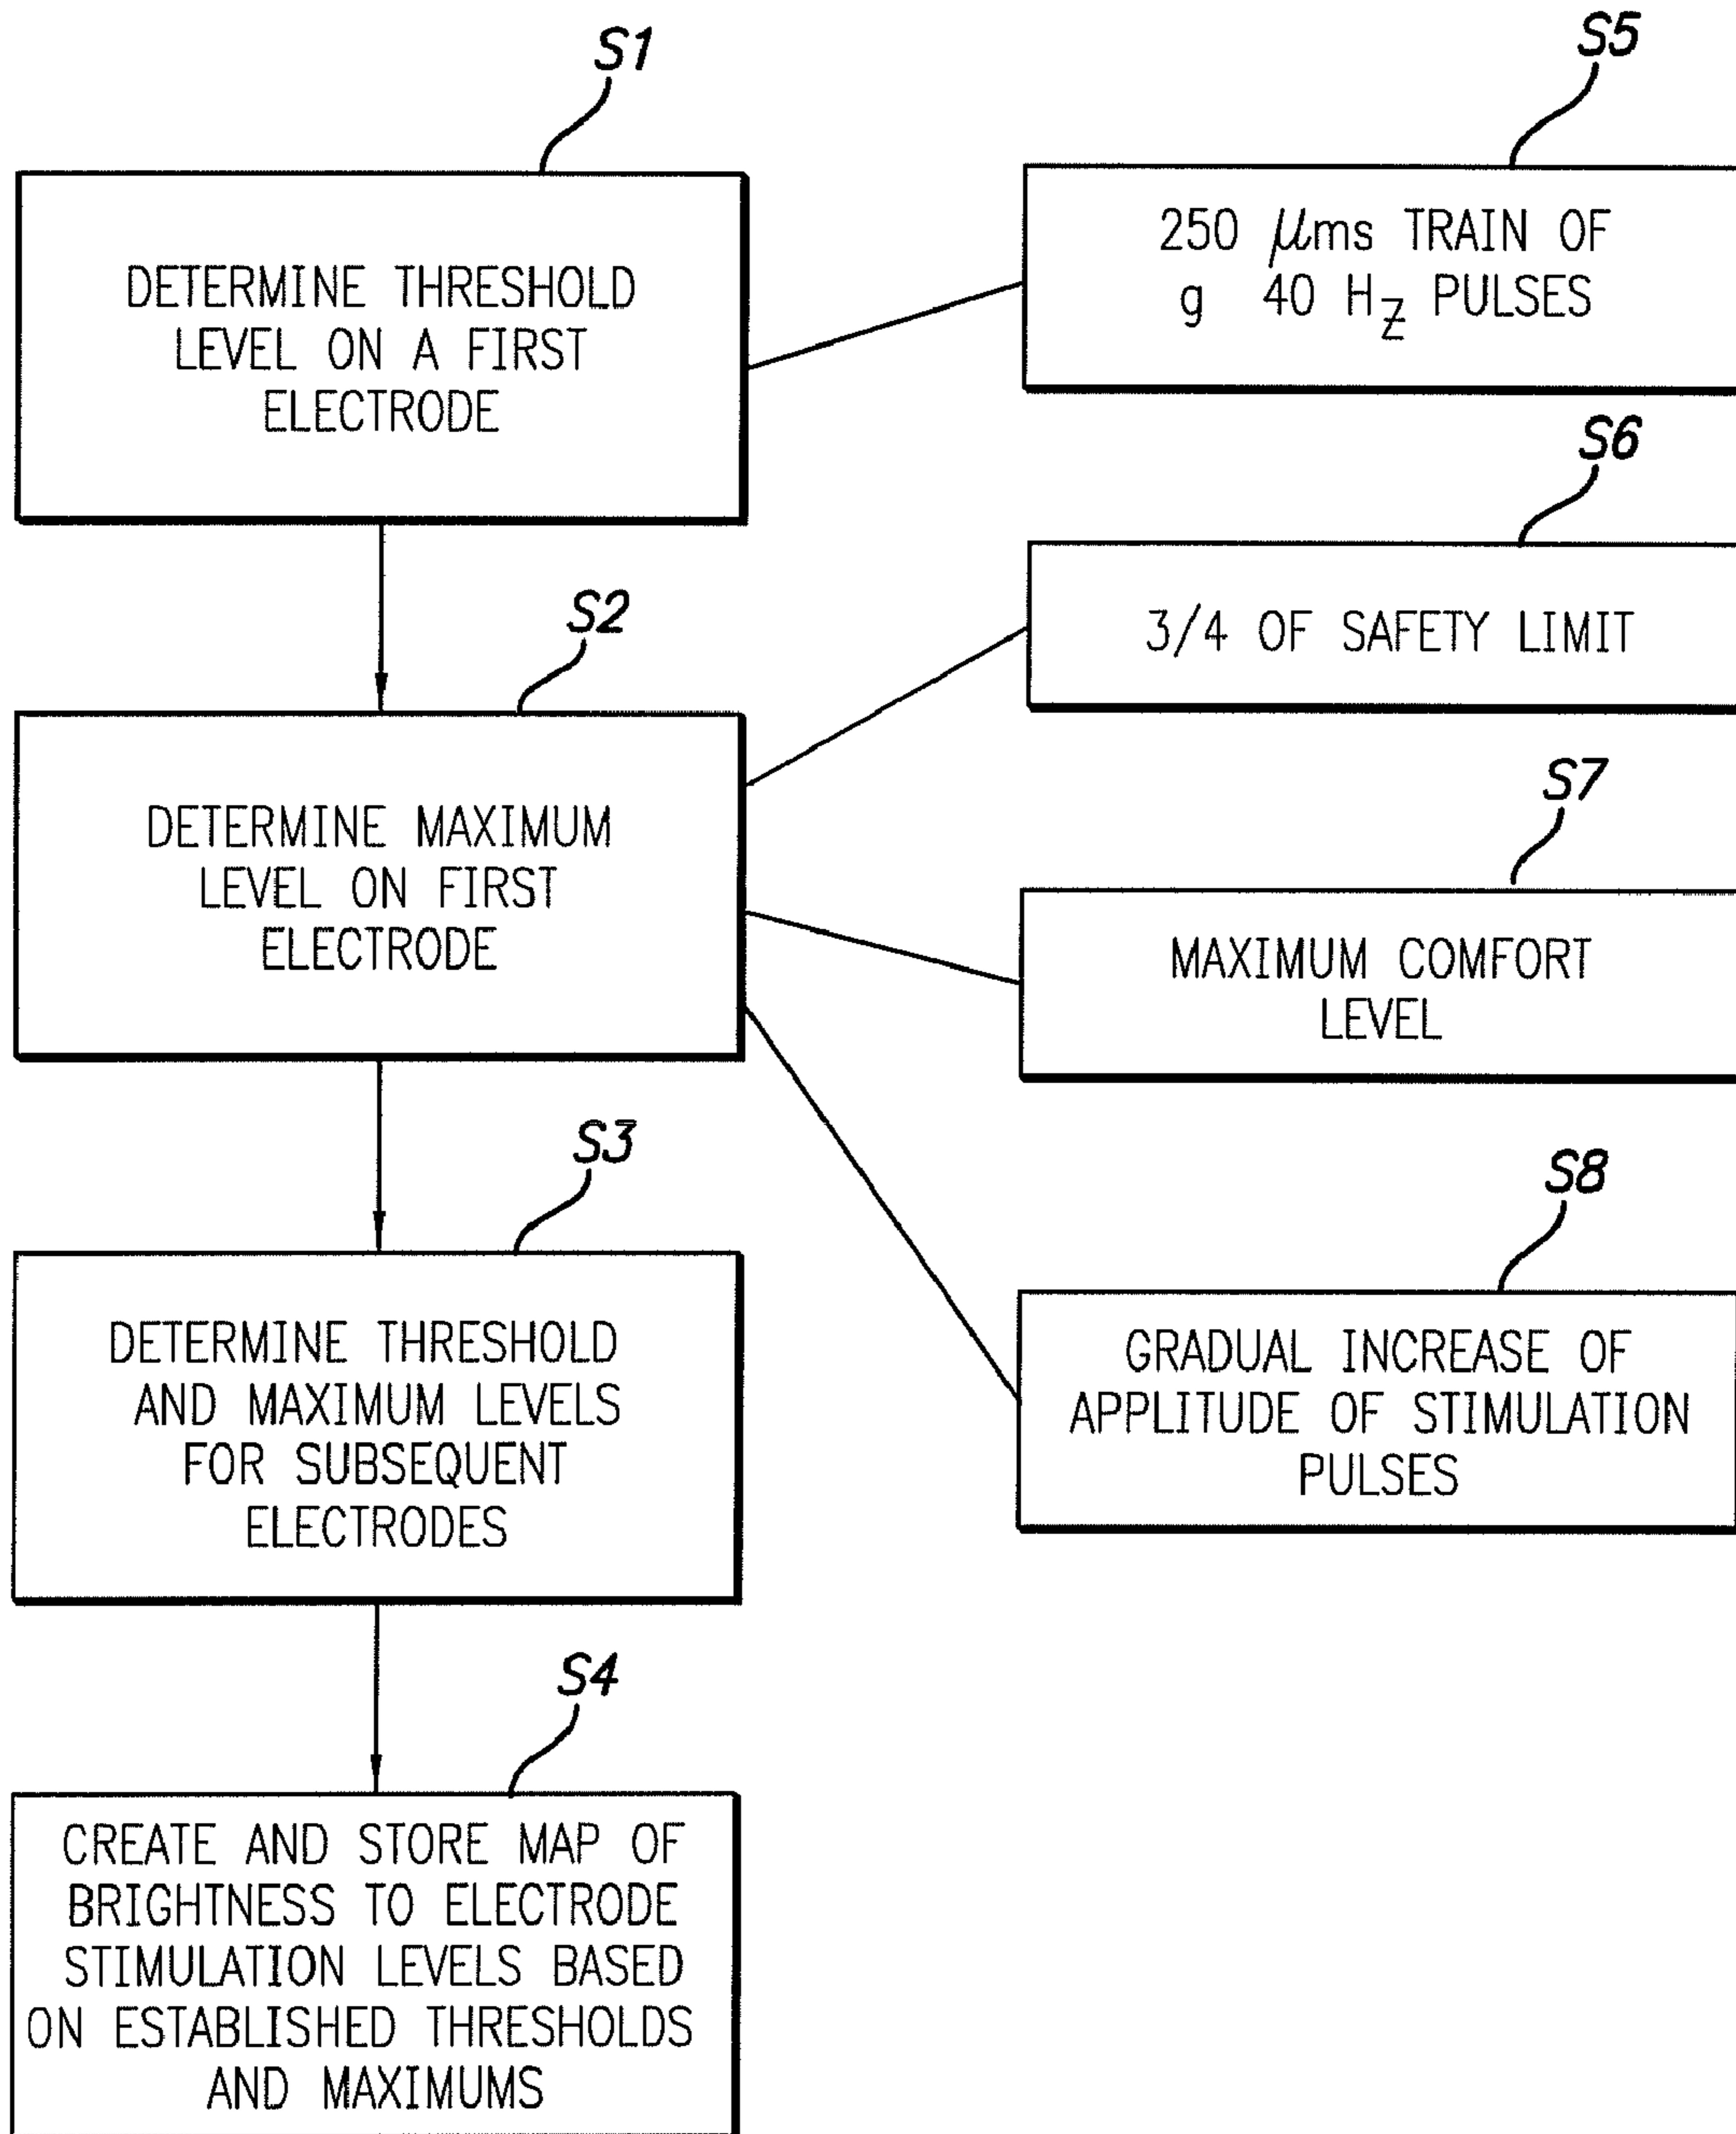 S1
DETERMINE THRESHOLD
LEVEL ON A FIRST
ELECTRODE
S5
250 μms TRAIN OF
g 40 Hz PULSES
S2
DETERMINE MAXIMUM
LEVEL ON FIRST
ELECTRODE
S6
3/4 OF SAFETY LIMIT
S7
MAXIMUM COMFORT
LEVEL
S8
GRADUAL INCREASE OF
APPLITUDE OF STIMULATION
PULSES
S3
DETERMINE THRESHOLD
AND MAXIMUM LEVELS
FOR SUBSEQUENT
ELECTRODES
S4
CREATE AND STORE MAP OF
BRIGHTNESS TO ELECTRODE
STIMULATION LEVELS BASED
ON ESTABLISHED THRESHOLDS
AND MAXIMUMS